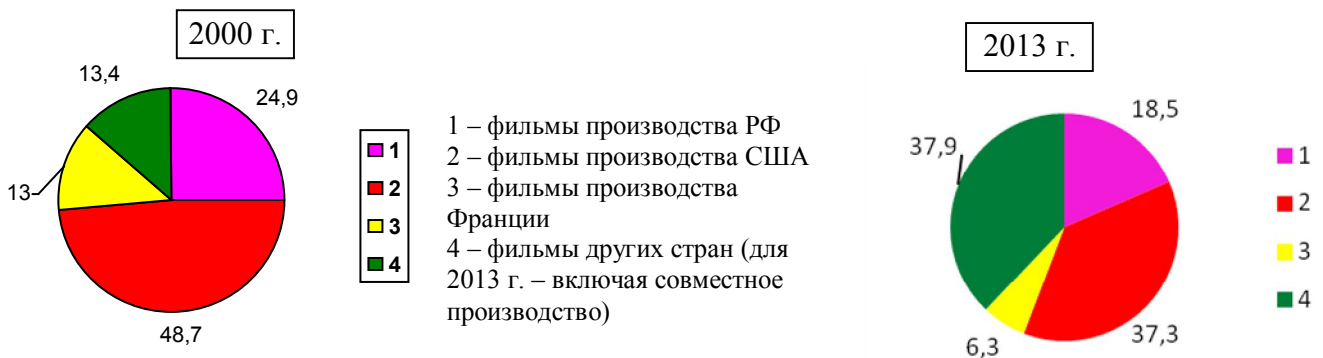 2000 г.
13,4
24,9
13
48,7
1
2
3
4
1 – фильмы производства РФ
2 – фильмы производства США
3 – фильмы производства
Франции
4 – фильмы других стран (для
2013 г. – включая совместное
производство)
2013 г.
18,5
37,9
37,3
6,3
1
2
3
4